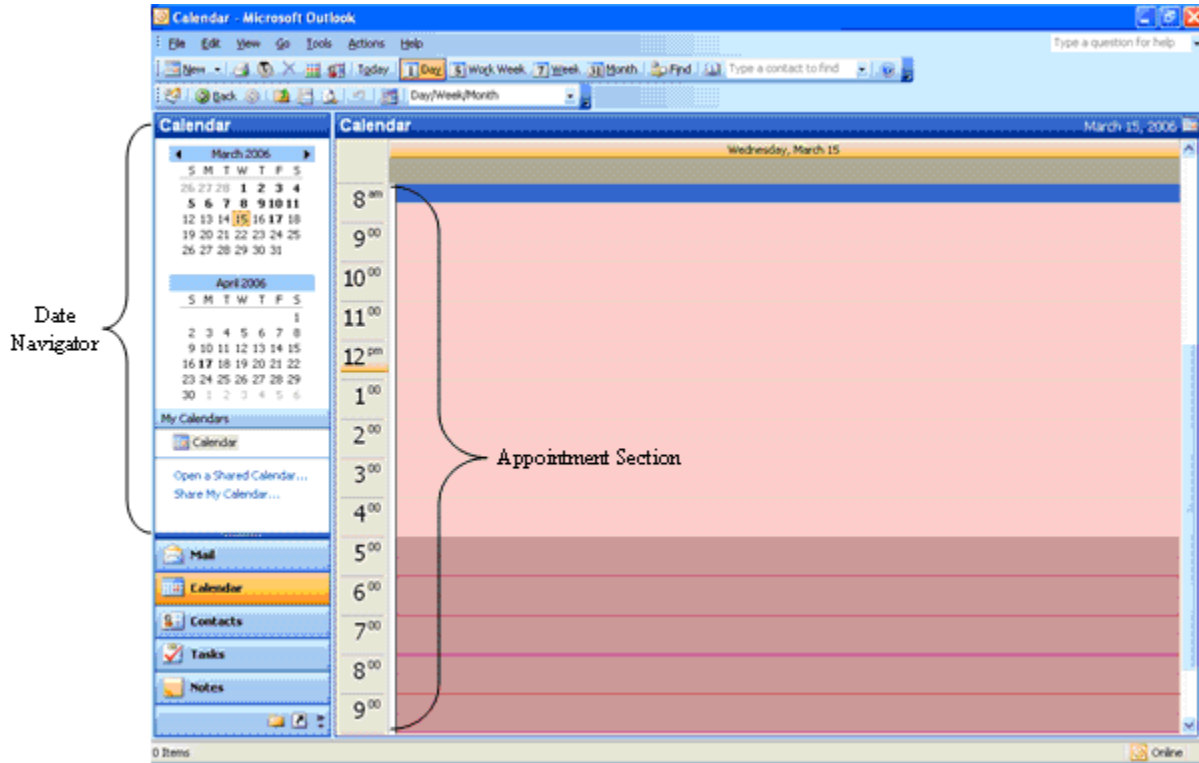 Calendar - Microsoft Outlook
File Edit View Go Tools Actions Help Type a question for help
New Today 1 Day 5 Work Week 7 Week 31 Month Find Type a contact to find
Back Day/Week/Month
Calendar
March 2006
S M T W T F S
26 27 28 1 2 3 4
5 6 7 8 9 10 11
12 13 14 15 16 17 18
19 20 21 22 23 24 25
26 27 28 29 30 31
April 2006
S M T W T F S
1
2 3 4 5 6 7 8
9 10 11 12 13 14 15
16 17 18 19 20 21 22
23 24 25 26 27 28 29
30 1 2 3 4 5 6
My Calendars
Calendar
Open a Shared Calendar...
Share My Calendar...
Mail
Calendar
Contacts
Tasks
Notes
Date
Navigator
Calendar March 15, 2006
Wednesday, March 15
8 am
9 00
10 00
11 00
12 pm
1 00
2 00
3 00
4 00
5 00
6 00
7 00
8 00
9 00
Appointment Section
0 Items Online